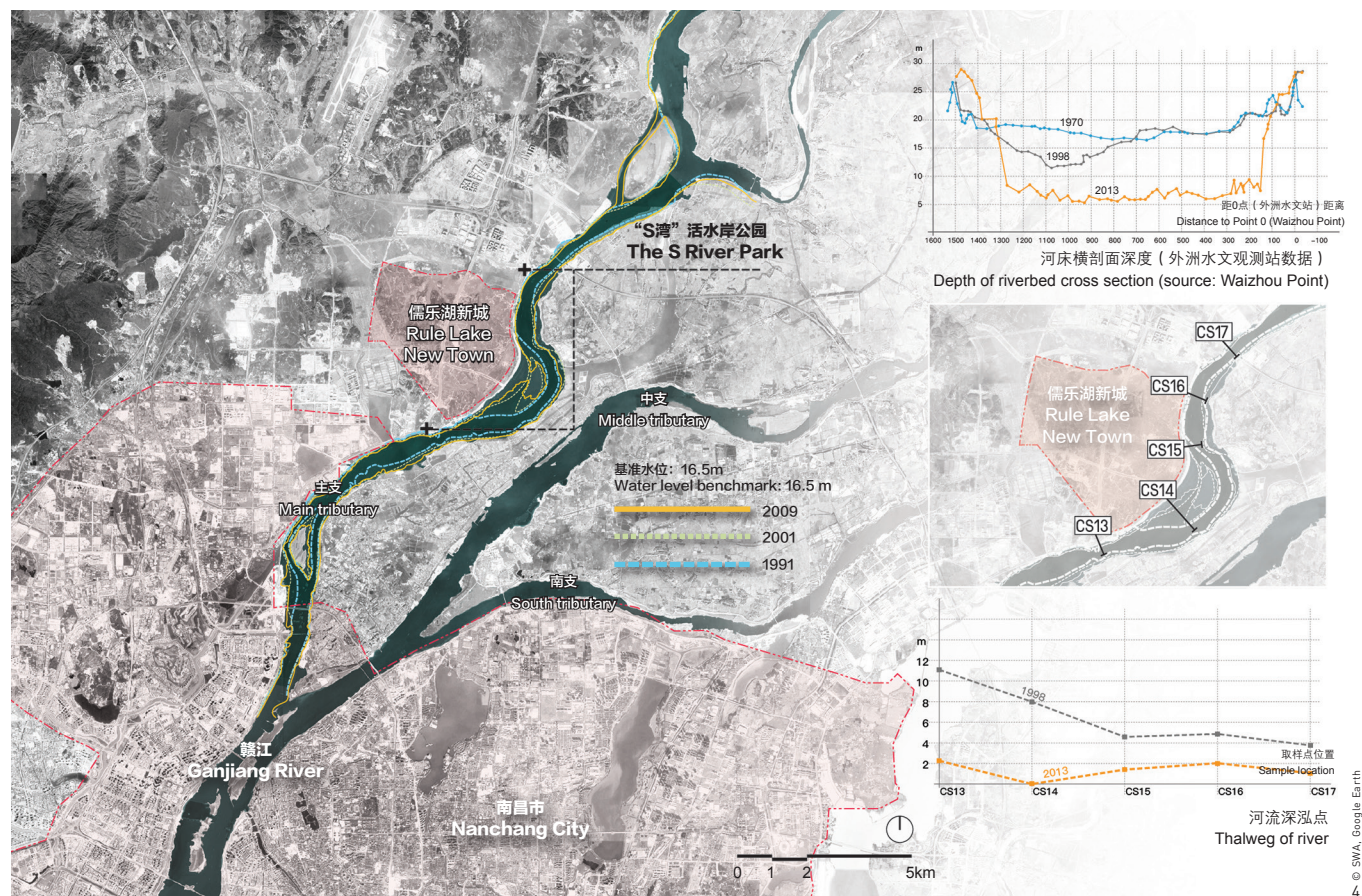 “S湾”活水岸公园
The S River Park
儒乐湖新城
Rule Lake
New Town
中支
Middle tributary
基准水位：16.5m
Water level benchmark: 16.5 m
2009
2001
1991
主支
Main tributary
南支
South tributary
赣江
Ganjiang River
南昌市
Nanchang City
0 1 2 5km
m
30
25
20
15
10
5
1970
1998
2013
距0点（外洲水文站）距离
Distance to Point 0 (Waizhou Point)
1600 1500 1400 1300 1200 1100 1000 900 800 700 600 500 400 300 200 100 0 -100
河床横剖面深度（外洲水文观测站数据）
Depth of riverbed cross section (source: Waizhou Point)
CS17
CS16
儒乐湖新城
Rule Lake
New Town
CS15
CS14
CS13
m
12
10
8
6
4
2
1998
2013
取样点位置
Sample location
CS13 CS14 CS15 CS16 CS17
河流深泓点
Thalweg of river
© SWA, Google Earth
4